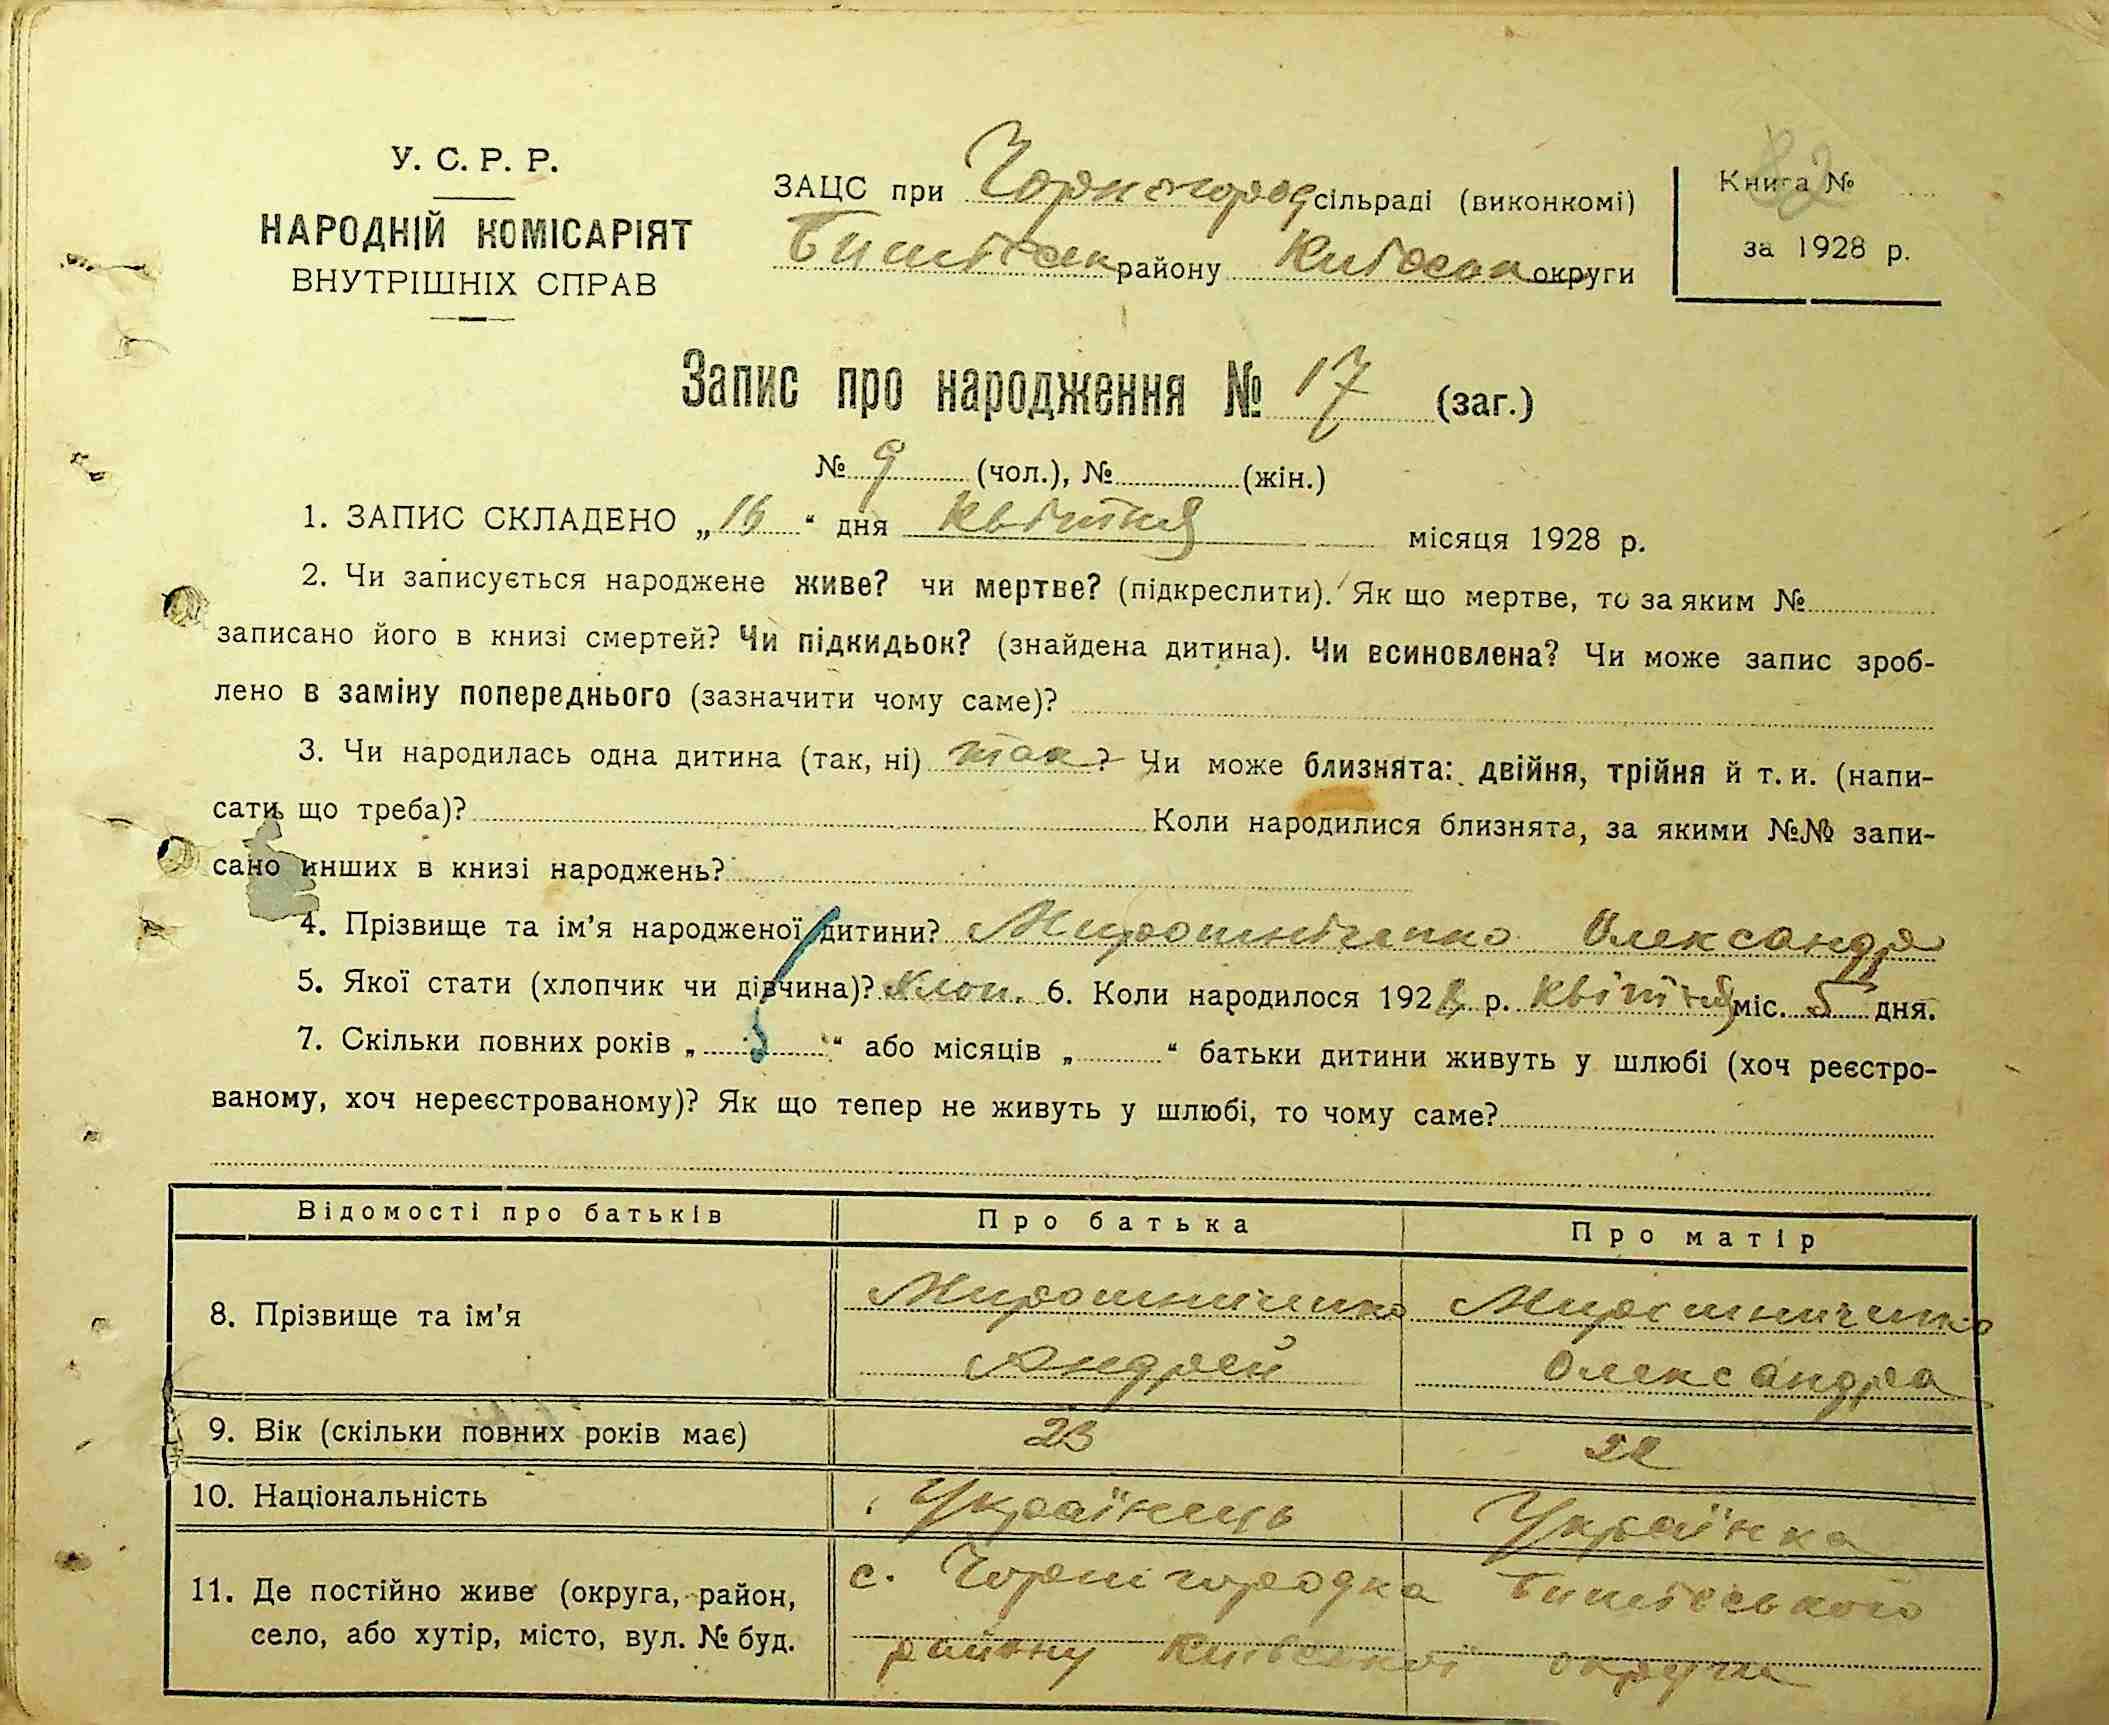 У. С. Р. Р.
НАРОДНІЙ КОМІСАРІЯТ
ВНУТРІШНІХ СПРАВ
ЗАЦС при Чорногород сільраді (виконкомі)
району Київськ округи
Книга №
82
за 1928 р.
Запис про народження № 17 (заг.)
№ 9 (чол.), № (жін.)
1. ЗАПИС СКЛАДЕНО „16“ дня Квітня місяця 1928 р.
2. Чи записується народжене живе? чи мертве? (підкреслити). Як що мертве, то за яким №
записано його в книзі смертей? Чи підкидьок? (знайдена дитина). Чи всиновлена? Чи може запис зроб-
лено в заміну попереднього (зазначити чому саме)?
3. Чи народилась одна дитина (так, ні) так? Чи може близнята: двійня, трійня й т. и. (напи-
сати, що треба)? Коли народилися близнята, за якими №№ запи-
сано инших в книзі народжень?
4. Прізвище та ім’я народженої дитини? Мирошніченко Олександр
5. Якої стати (хлопчик чи дівчина)? Хлоп. 6. Коли народилося 1928 р. Квітня міс. 5 дня.
7. Скільки повних років „ “ або місяців „ “ батьки дитини живуть у шлюбі (хоч реєстро-
ваному, хоч нереєстрованому)? Як що тепер не живуть у шлюбі, то чому саме?
Відомості про батьків Про батька Про матір
8. Прізвище та ім’я Мирошниченко Мирошниченко
Андрей Олександра
9. Вік (скільки повних років має) 23 22
10. Національність Українець Українка
11. Де постійно живе (округа, район, с. Чорногородка Бишівського
село, або хутір, місто, вул. № буд. району Київської округи